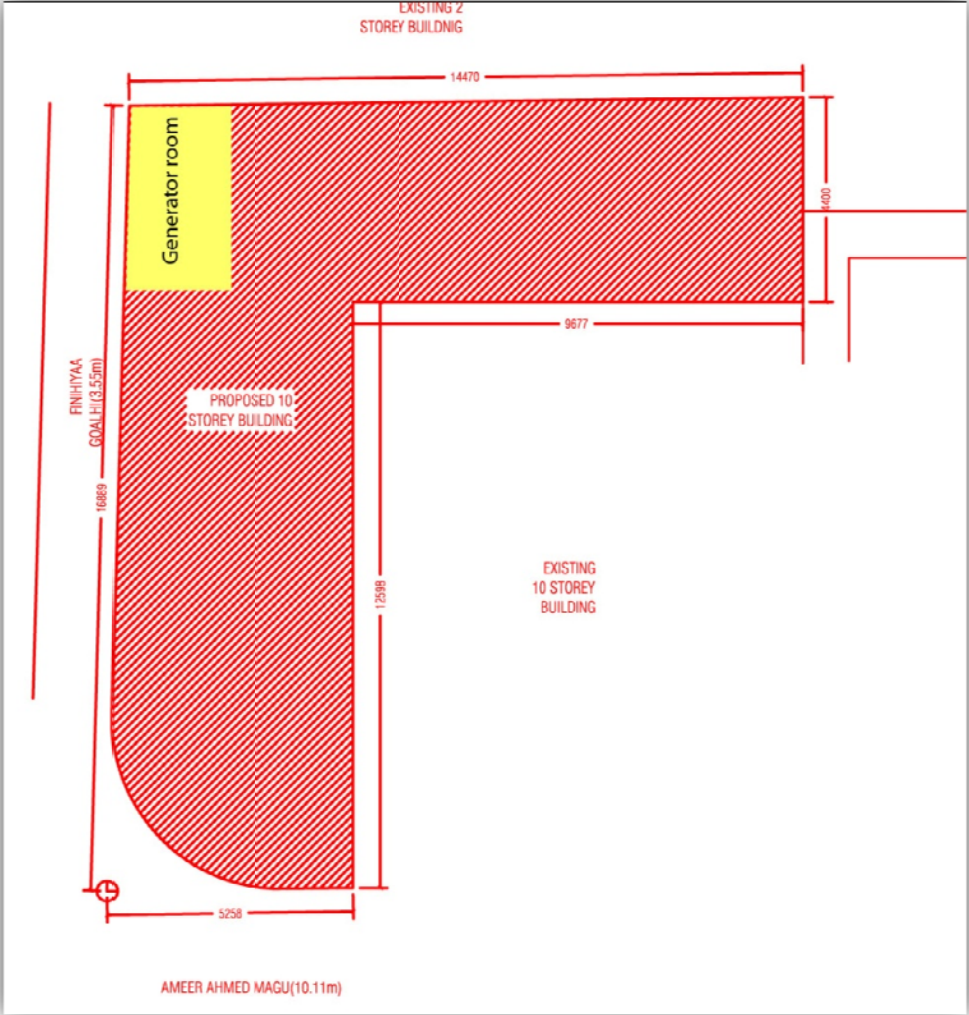 EXISTING 2
STOREY BUILDNIG
14470
Generator room
4400
9677
FINIHIYAA
GOALHI(3.55m)
PROPOSED 10
STOREY BUILDING
16869
12598
EXISTING
10 STOREY
BUILDING
5258
AMEER AHMED MAGU(10.11m)